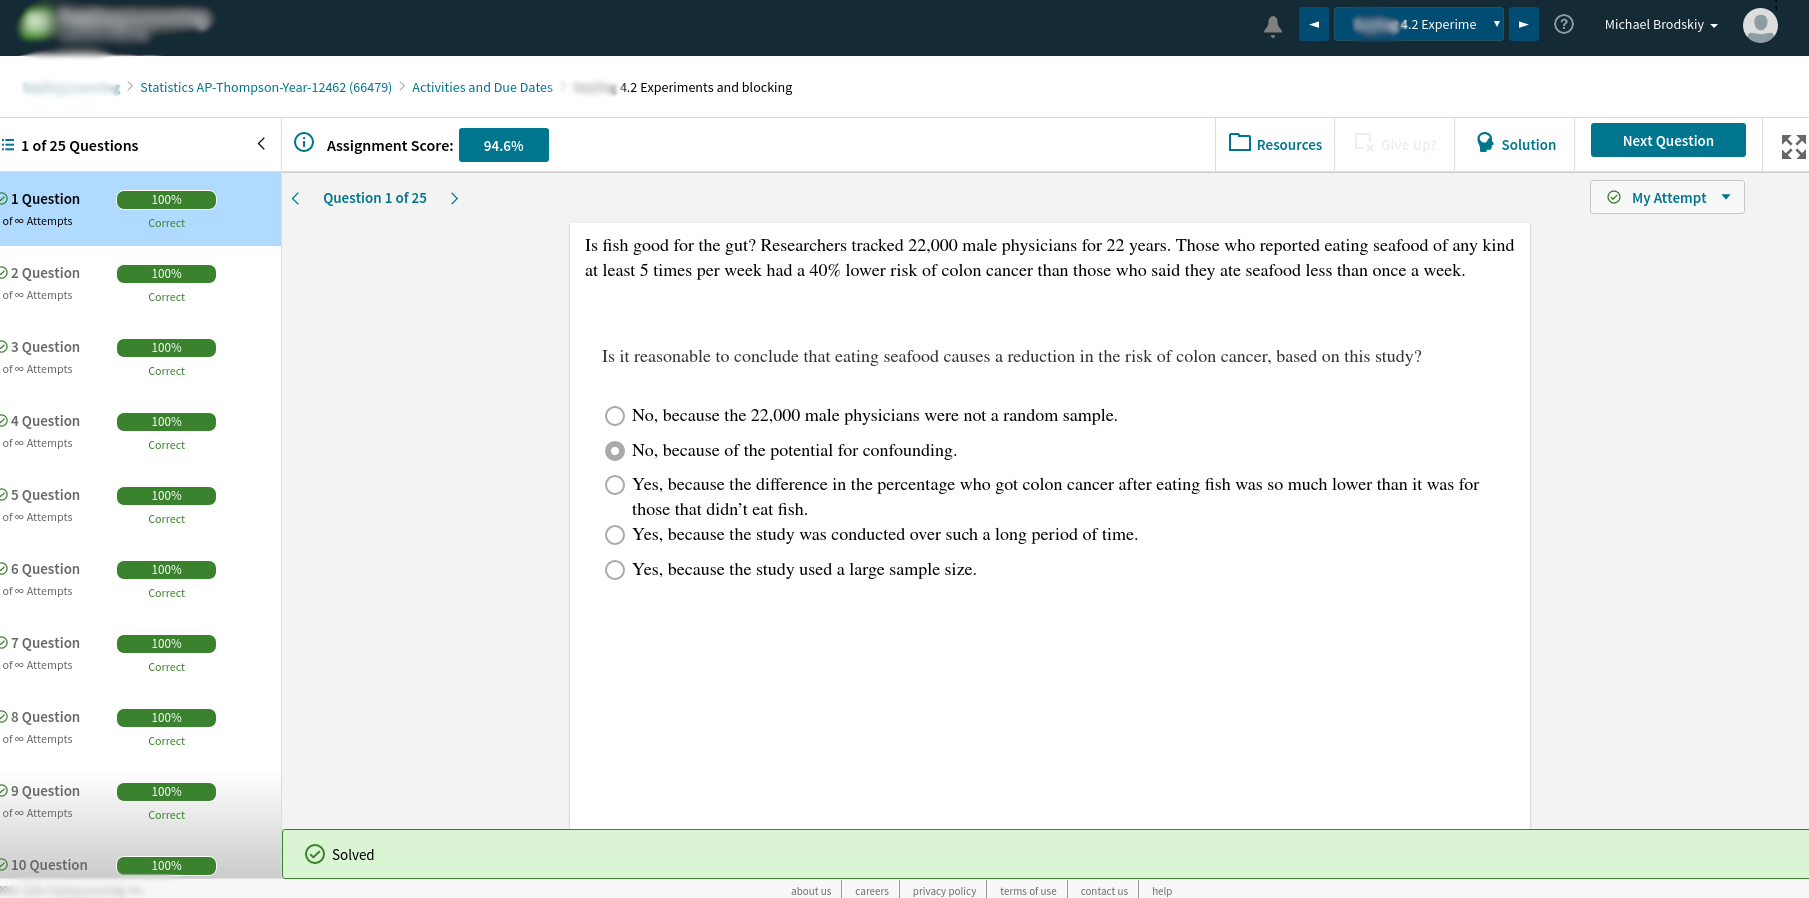 4.2 Experime
Michael Brodskiy
Statistics AP-Thompson-Year-12462 (66479)
Activities and Due Dates
4.2 Experiments and blocking
1 of 25 Questions
Assignment Score:
94.6%
Resources
Give Up?
Solution
Next Question
1 Question
100%
of ∞ Attempts
Correct
2 Question
100%
of ∞ Attempts
Correct
3 Question
100%
of ∞ Attempts
Correct
4 Question
100%
of ∞ Attempts
Correct
5 Question
100%
of ∞ Attempts
Correct
6 Question
100%
of ∞ Attempts
Correct
7 Question
100%
of ∞ Attempts
Correct
8 Question
100%
of ∞ Attempts
Correct
9 Question
100%
of ∞ Attempts
Correct
10 Question
100%
Question 1 of 25
My Attempt
Is fish good for the gut? Researchers tracked 22,000 male physicians for 22 years. Those who reported eating seafood of any kind
at least 5 times per week had a 40% lower risk of colon cancer than those who said they ate seafood less than once a week.
Is it reasonable to conclude that eating seafood causes a reduction in the risk of colon cancer, based on this study?
No, because the 22,000 male physicians were not a random sample.
No, because of the potential for confounding.
Yes, because the difference in the percentage who got colon cancer after eating fish was so much lower than it was for
those that didn’t eat fish.
Yes, because the study was conducted over such a long period of time.
Yes, because the study used a large sample size.
Solved
about us
careers
privacy policy
terms of use
contact us
help